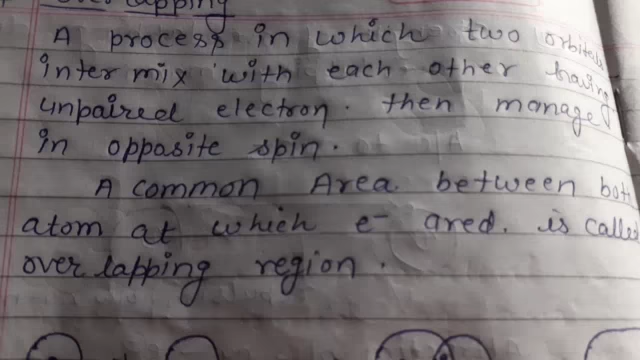 overlapping
A process in which two orbitals
inter mix with each other having
unpaired electron. then manage
in opposite spin.
A common Area between both
atom at which e- ared. is called
over lapping region.